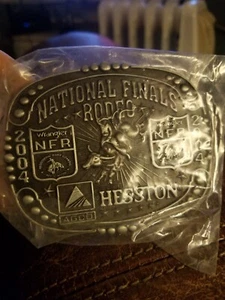 NATIONAL FINALS
RODEO
2004
Wrangler
NFR
NFR
HESSTON
AGCO